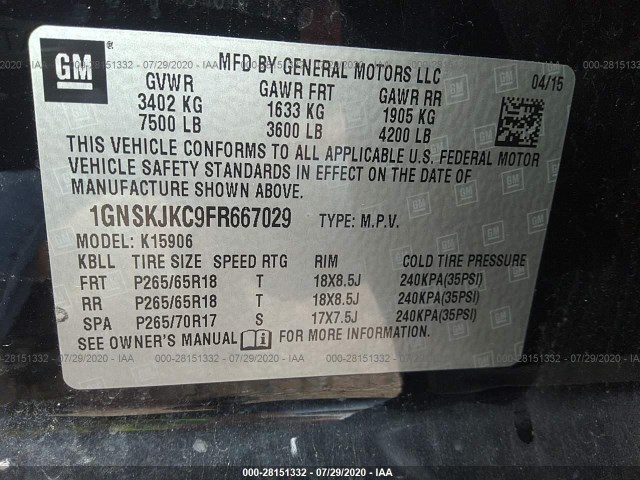 GM
®
MFD BY GENERAL MOTORS LLC
04/15
GVWR GAWR FRT GAWR RR
3402 KG 1633 KG 1905 KG
7500 LB 3600 LB 4200 LB
THIS VEHICLE CONFORMS TO ALL APPLICABLE U.S. FEDERAL MOTOR
VEHICLE SAFETY STANDARDS IN EFFECT ON THE DATE OF
MANUFACTURE SHOWN ABOVE.
1GNSKJKC9FR667029 TYPE: M.P.V.
MODEL: K15906
KBLL TIRE SIZE SPEED RTG RIM COLD TIRE PRESSURE
FRT P265/65R18 T 18X8.5J 240KPA(35PSI)
RR P265/65R18 T 18X8.5J 240KPA(35PSI)
SPA P265/70R17 S 17X7.5J 240KPA(35PSI)
SEE OWNER'S MANUAL i FOR MORE INFORMATION.
000-28151332 / 07/29/2020 - IAA